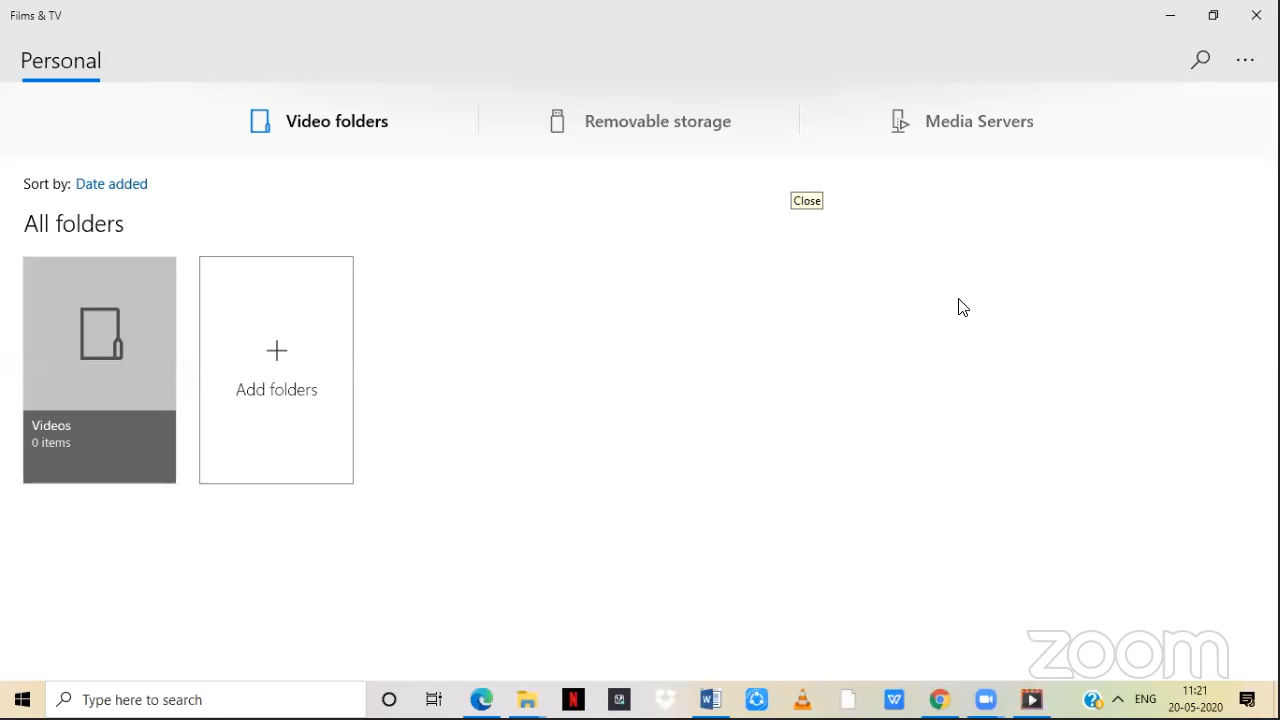 Films & TV
Personal
Video folders
Removable storage
Media Servers
Sort by: Date added
Close
All folders
Videos
0 items
Add folders
zoom
Type here to search
N
W
W
ENG
11:21
20-05-2020